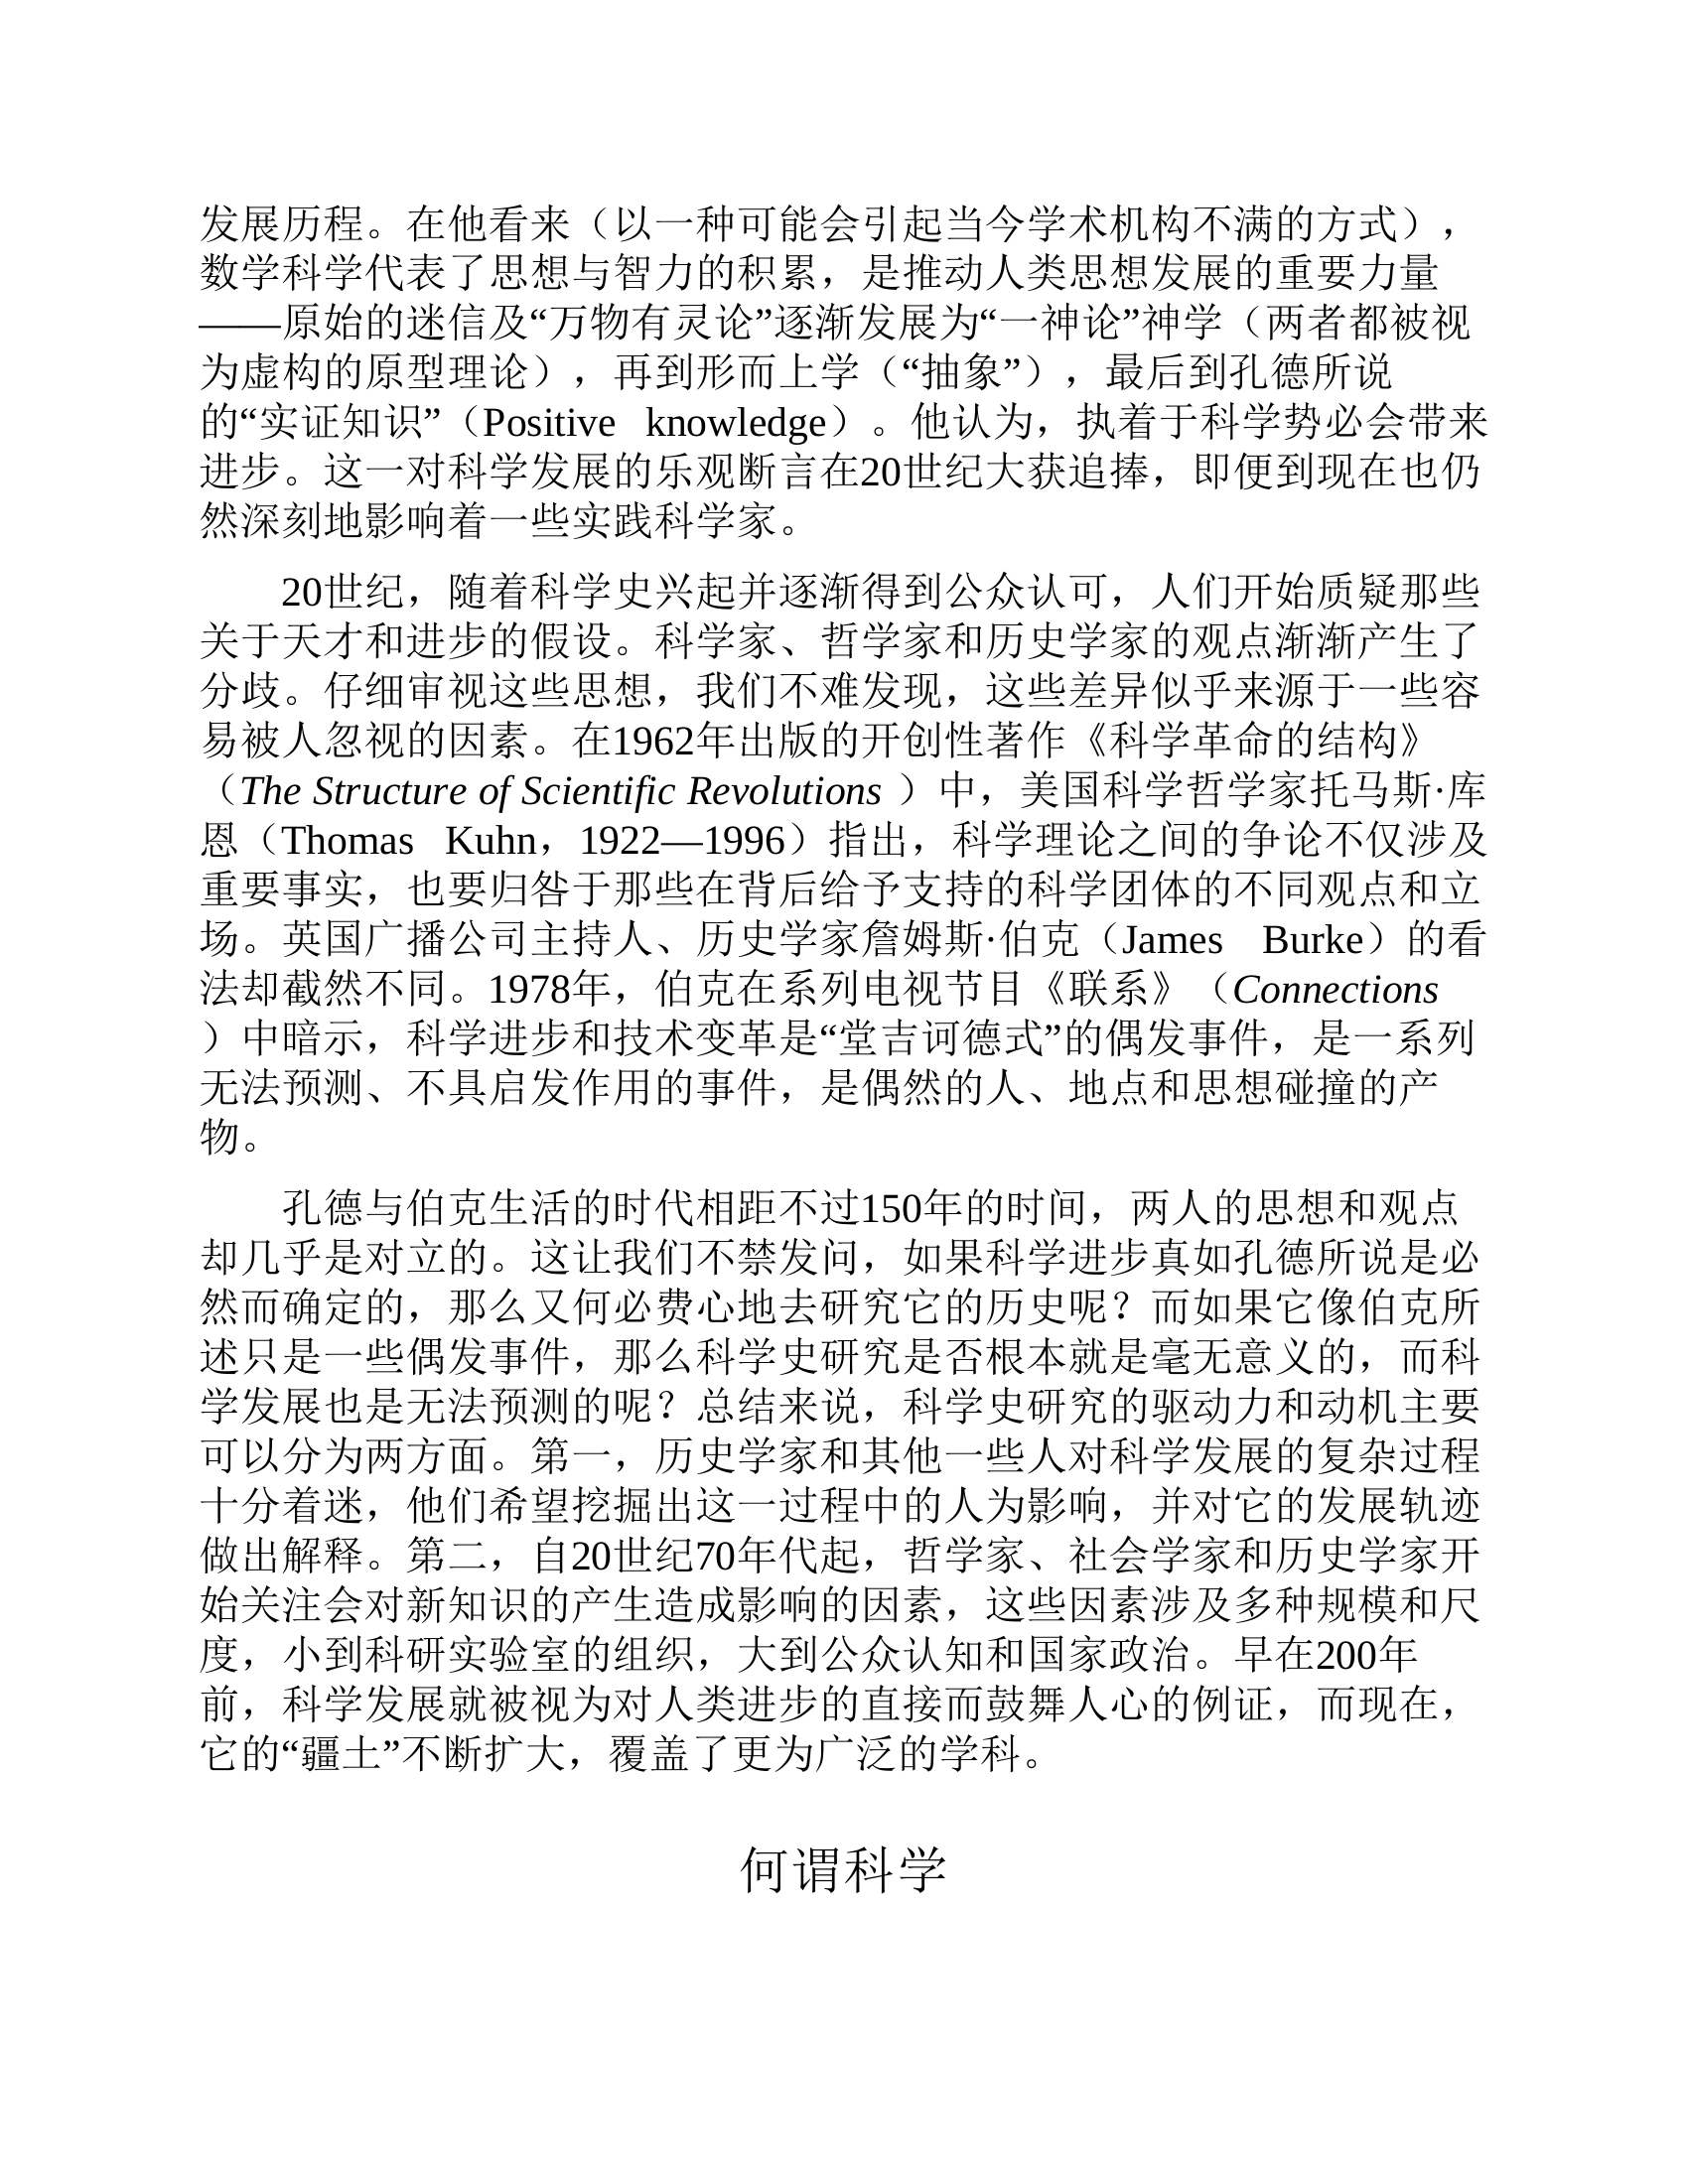 发展历程。在他看来（以一种可能会引起当今学术机构不满的方式），
数学科学代表了思想与智力的积累，是推动人类思想发展的重要力量
——原始的迷信及“万物有灵论”逐渐发展为“一神论”神学（两者都被视
为虚构的原型理论），再到形而上学（“抽象”），最后到孔德所说
的“实证知识”（Positive knowledge）。他认为，执着于科学势必会带来
进步。这一对科学发展的乐观断言在20世纪大获追捧，即便到现在也仍
然深刻地影响着一些实践科学家。
20世纪，随着科学史兴起并逐渐得到公众认可，人们开始质疑那些
关于天才和进步的假设。科学家、哲学家和历史学家的观点渐渐产生了
分歧。仔细审视这些思想，我们不难发现，这些差异似乎来源于一些容
易被人忽视的因素。在1962年出版的开创性著作《科学革命的结构》
（The Structure of Scientific Revolutions ）中，美国科学哲学家托马斯·库
恩（Thomas Kuhn，1922—1996）指出，科学理论之间的争论不仅涉及
重要事实，也要归咎于那些在背后给予支持的科学团体的不同观点和立
场。英国广播公司主持人、历史学家詹姆斯·伯克（James Burke）的看
法却截然不同。1978年，伯克在系列电视节目《联系》（Connections
）中暗示，科学进步和技术变革是“堂吉诃德式”的偶发事件，是一系列
无法预测、不具启发作用的事件，是偶然的人、地点和思想碰撞的产
物。
孔德与伯克生活的时代相距不过150年的时间，两人的思想和观点
却几乎是对立的。这让我们不禁发问，如果科学进步真如孔德所说是必
然而确定的，那么又何必费心地去研究它的历史呢？而如果它像伯克所
述只是一些偶发事件，那么科学史研究是否根本就是毫无意义的，而科
学发展也是无法预测的呢？总结来说，科学史研究的驱动力和动机主要
可以分为两方面。第一，历史学家和其他一些人对科学发展的复杂过程
十分着迷，他们希望挖掘出这一过程中的人为影响，并对它的发展轨迹
做出解释。第二，自20世纪70年代起，哲学家、社会学家和历史学家开
始关注会对新知识的产生造成影响的因素，这些因素涉及多种规模和尺
度，小到科研实验室的组织，大到公众认知和国家政治。早在200年
前，科学发展就被视为对人类进步的直接而鼓舞人心的例证，而现在，
它的“疆土”不断扩大，覆盖了更为广泛的学科。
何谓科学